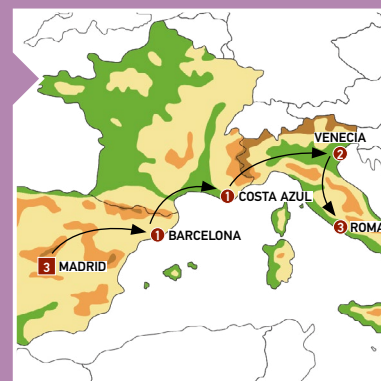 VENECIA
2
1 COSTA AZUL
3 ROMA
1 BARCELONA
3 MADRID